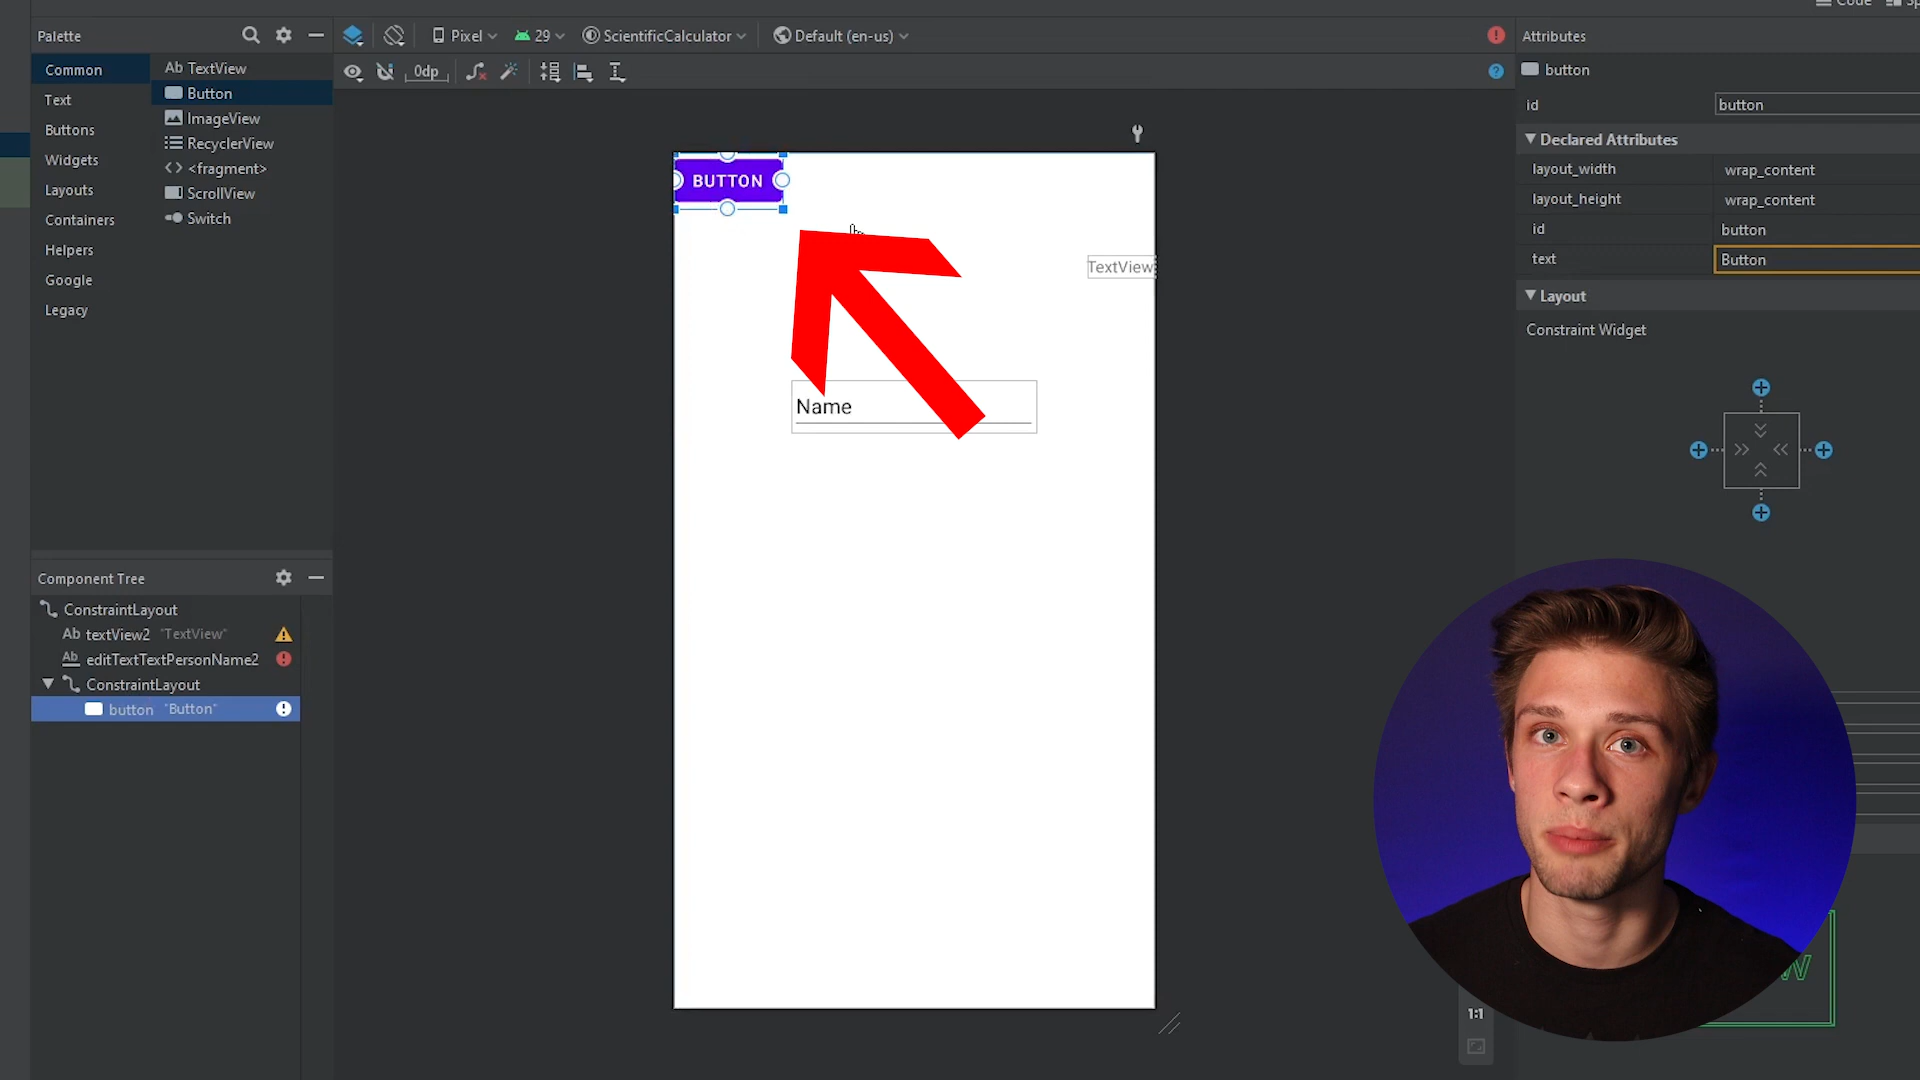 Code
Sp
Palette
Pixel
29
ScientificCalculator
Default (en-us)
Attributes
Common
Text
Buttons
Widgets
Layouts
Containers
Helpers
Google
Legacy
Ab TextView
Button
ImageView
RecyclerView
<fragment>
ScrollView
Switch
0dp
BUTTON
TextView
Name
button
id
button
Declared Attributes
layout_width
wrap_content
layout_height
wrap_content
id
button
text
Button
Layout
Constraint Widget
Component Tree
ConstraintLayout
Ab textView2 "TextView"
Ab editTextTextPersonName2
ConstraintLayout
button "Button"
W
1:1